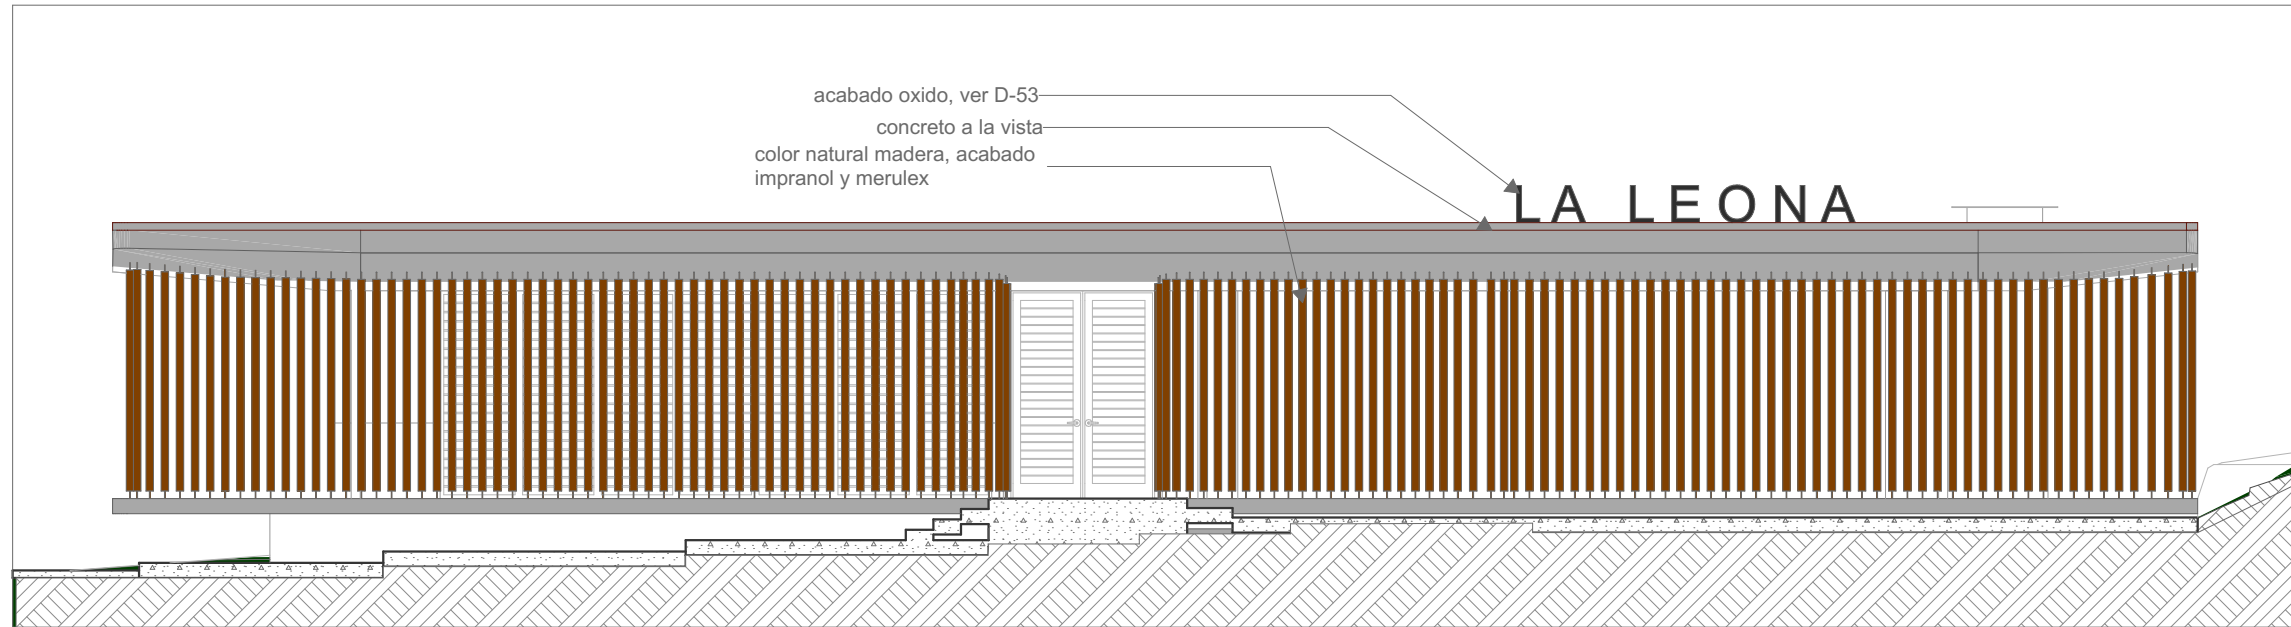 acabado oxido, ver D-53
concreto a la vista
color natural madera, acabado
impranol y merulex
LA LEONA